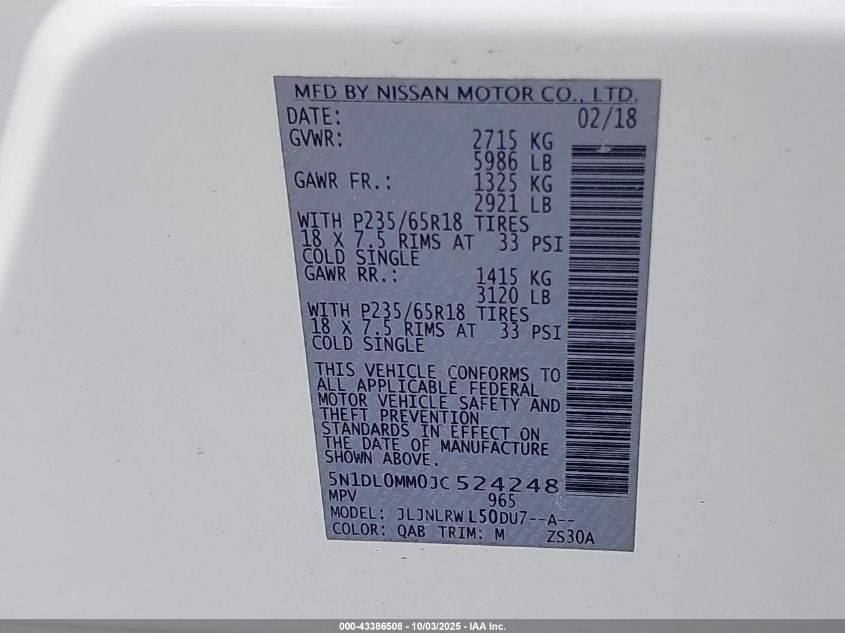 MFD BY NISSAN MOTOR CO., LTD.
DATE: 02/18
GVWR: 2715 KG
5986 LB
GAWR FR.: 1325 KG
2921 LB
WITH P235/65R18 TIRES
18 X 7.5 RIMS AT 33 PSI
COLD SINGLE
GAWR RR.: 1415 KG
3120 LB
WITH P235/65R18 TIRES
18 X 7.5 RIMS AT 33 PSI
COLD SINGLE
THIS VEHICLE CONFORMS TO
ALL APPLICABLE FEDERAL
MOTOR VEHICLE SAFETY AND
THEFT PREVENTION
STANDARDS IN EFFECT ON
THE DATE OF MANUFACTURE
SHOWN ABOVE.
5N1DL0MM0JC 524248
MPV 965
MODEL: JLJNLRW L50DU7--A--
COLOR: QAB TRIM: M ZS30A
000-43386508 - 10/03/2025 - IAA Inc.